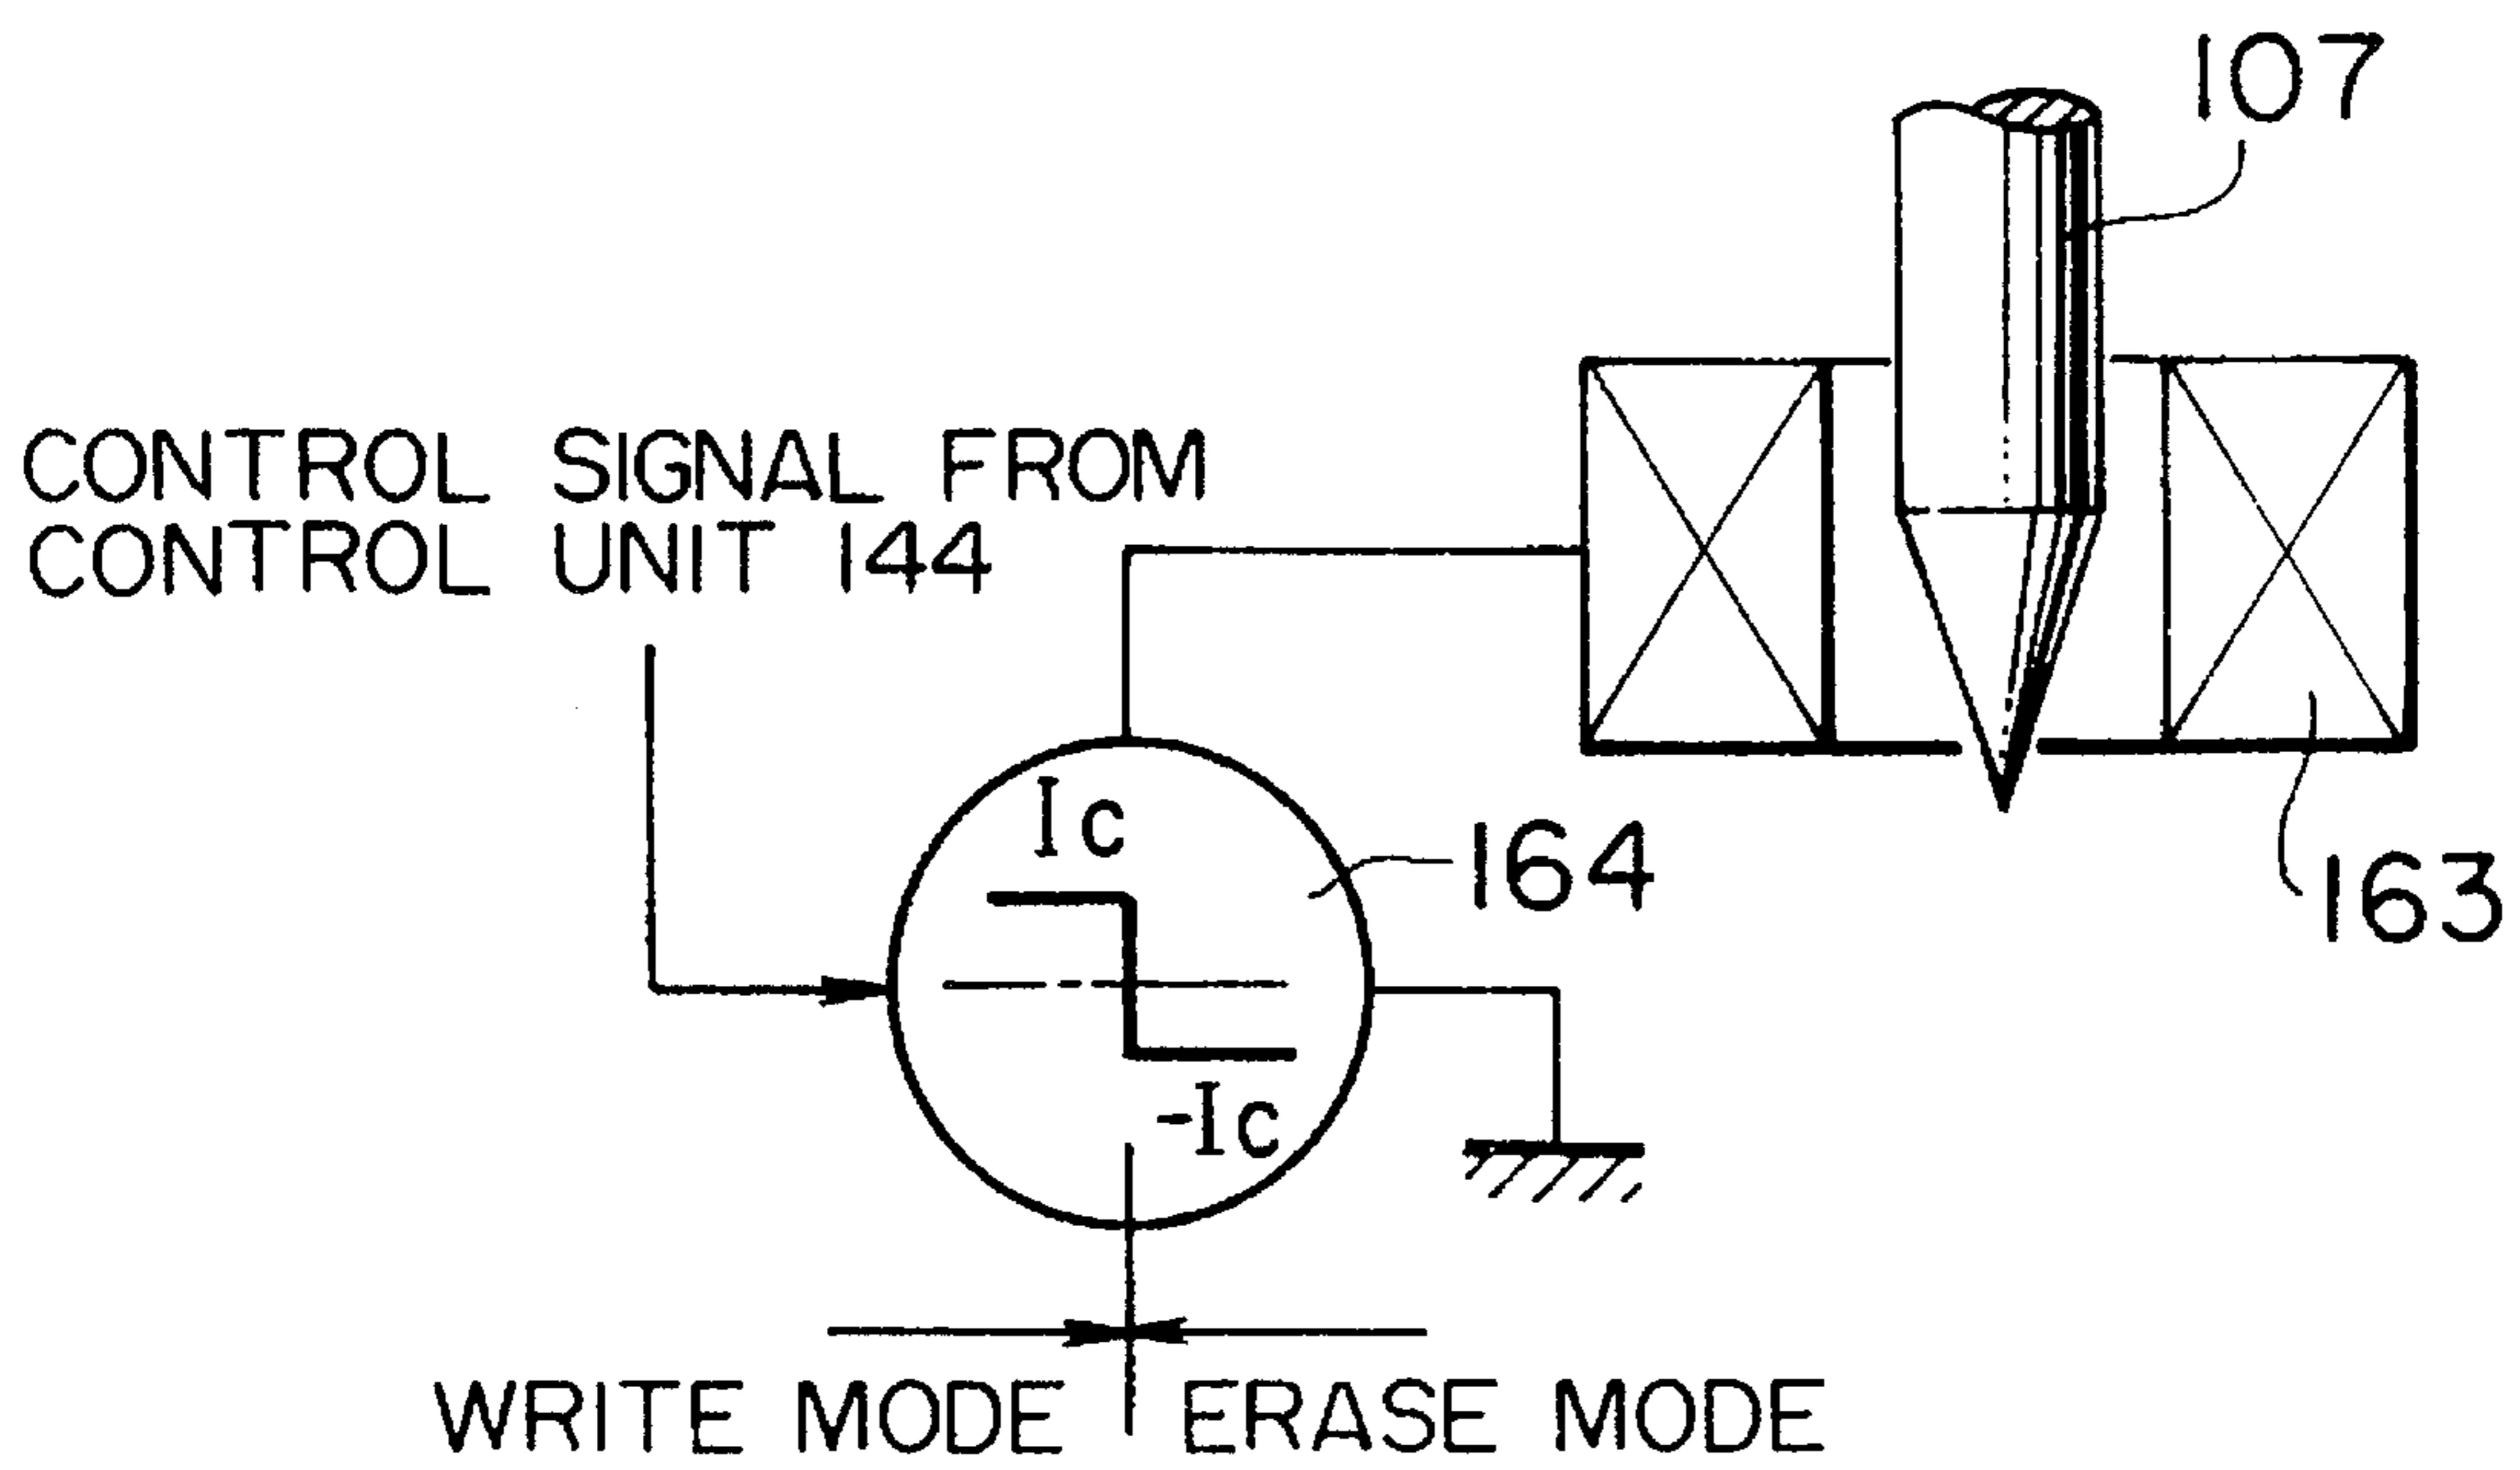 107
CONTROL SIGNAL FROM
CONTROL UNIT 144
Ic
164
163
-Ic
WRITE MODE ERASE MODE